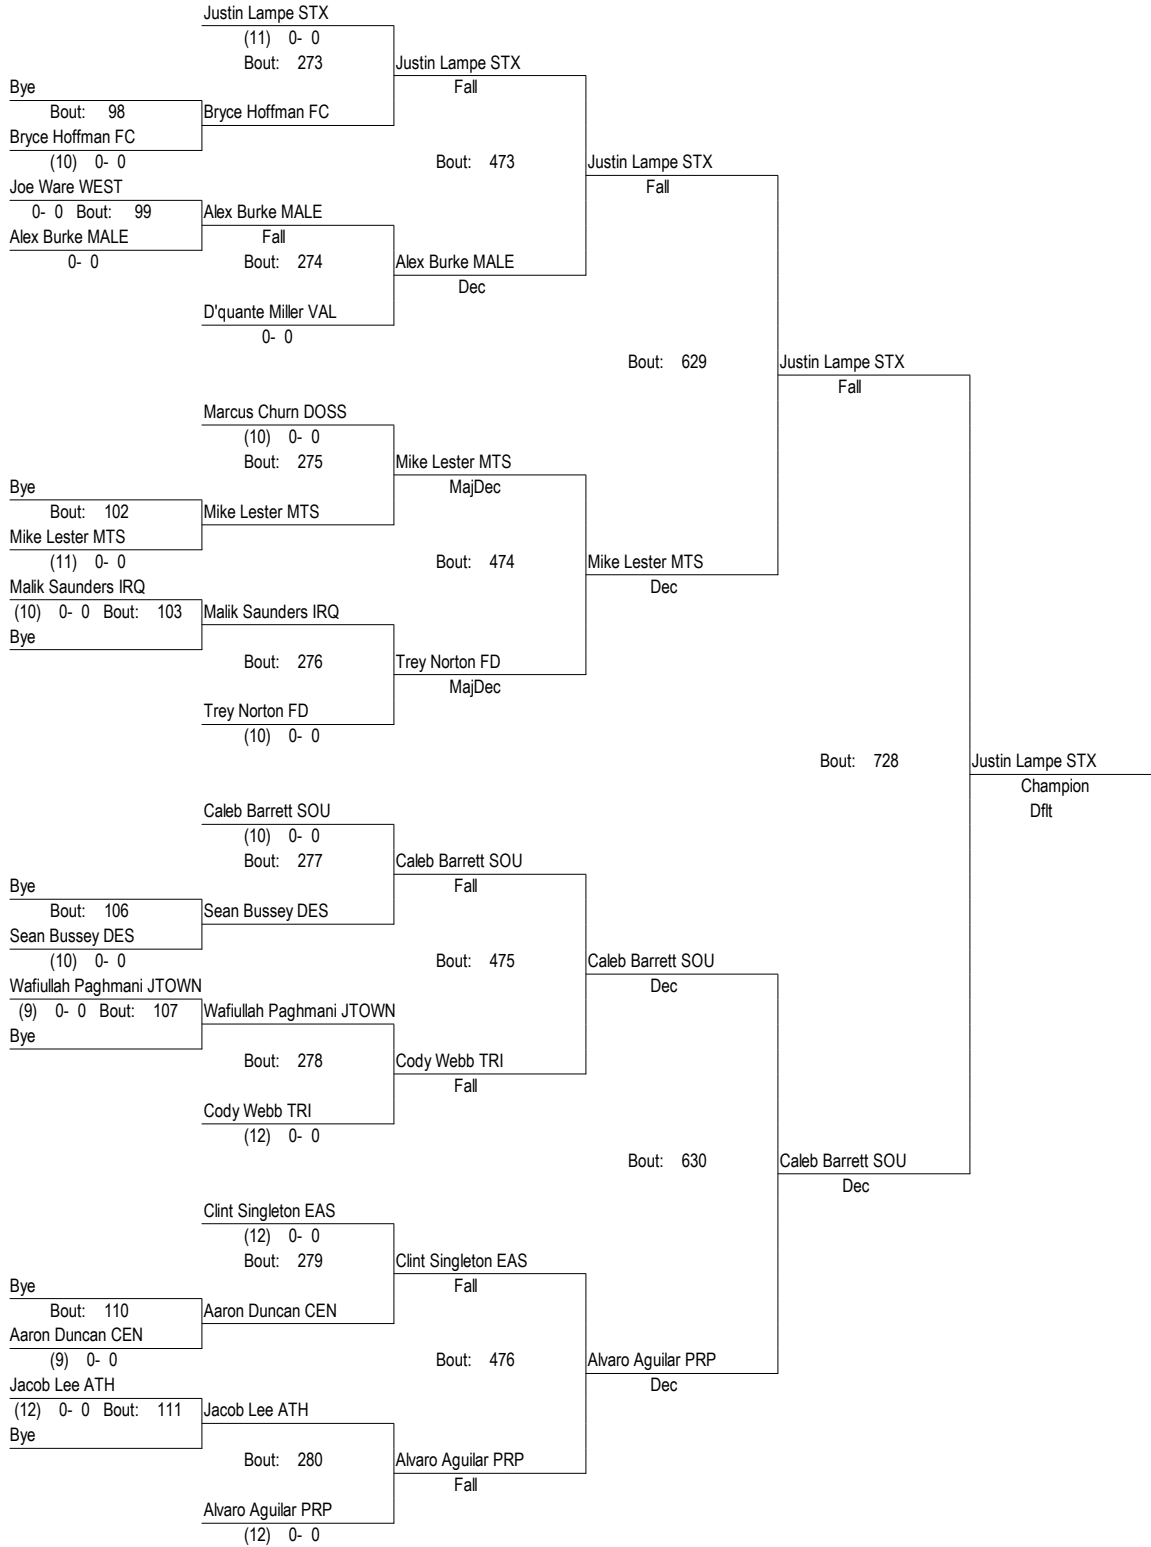 Justin Lampe STX
(11) 0- 0
Bout: 273
Justin Lampe STX
Fall
Bye
Bout: 98
Bryce Hoffman FC
Bryce Hoffman FC
(10) 0- 0
Bout: 473
Justin Lampe STX
Fall
Joe Ware WEST
0- 0 Bout: 99
Alex Burke MALE
Fall
Alex Burke MALE
0- 0
Bout: 274
Alex Burke MALE
Dec
D'quante Miller VAL
0- 0
Bout: 629
Justin Lampe STX
Fall
Marcus Churn DOSS
(10) 0- 0
Bout: 275
Mike Lester MTS
MajDec
Bye
Bout: 102
Mike Lester MTS
Mike Lester MTS
(11) 0- 0
Bout: 474
Mike Lester MTS
Dec
Malik Saunders IRQ
(10) 0- 0 Bout: 103
Malik Saunders IRQ
Bye
Bout: 276
Trey Norton FD
MajDec
Trey Norton FD
(10) 0- 0
Bout: 728
Justin Lampe STX
Champion
Dflt
Caleb Barrett SOU
(10) 0- 0
Bout: 277
Caleb Barrett SOU
Fall
Bye
Bout: 106
Sean Bussey DES
Sean Bussey DES
(10) 0- 0
Bout: 475
Caleb Barrett SOU
Dec
Wafiullah Paghmani JTOWN
(9) 0- 0 Bout: 107
Wafiullah Paghmani JTOWN
Bye
Bout: 278
Cody Webb TRI
Fall
Cody Webb TRI
(12) 0- 0
Bout: 630
Caleb Barrett SOU
Dec
Clint Singleton EAS
(12) 0- 0
Bout: 279
Clint Singleton EAS
Fall
Bye
Bout: 110
Aaron Duncan CEN
Aaron Duncan CEN
(9) 0- 0
Bout: 476
Alvaro Aguilar PRP
Dec
Jacob Lee ATH
(12) 0- 0 Bout: 111
Jacob Lee ATH
Bye
Bout: 280
Alvaro Aguilar PRP
Fall
Alvaro Aguilar PRP
(12) 0- 0